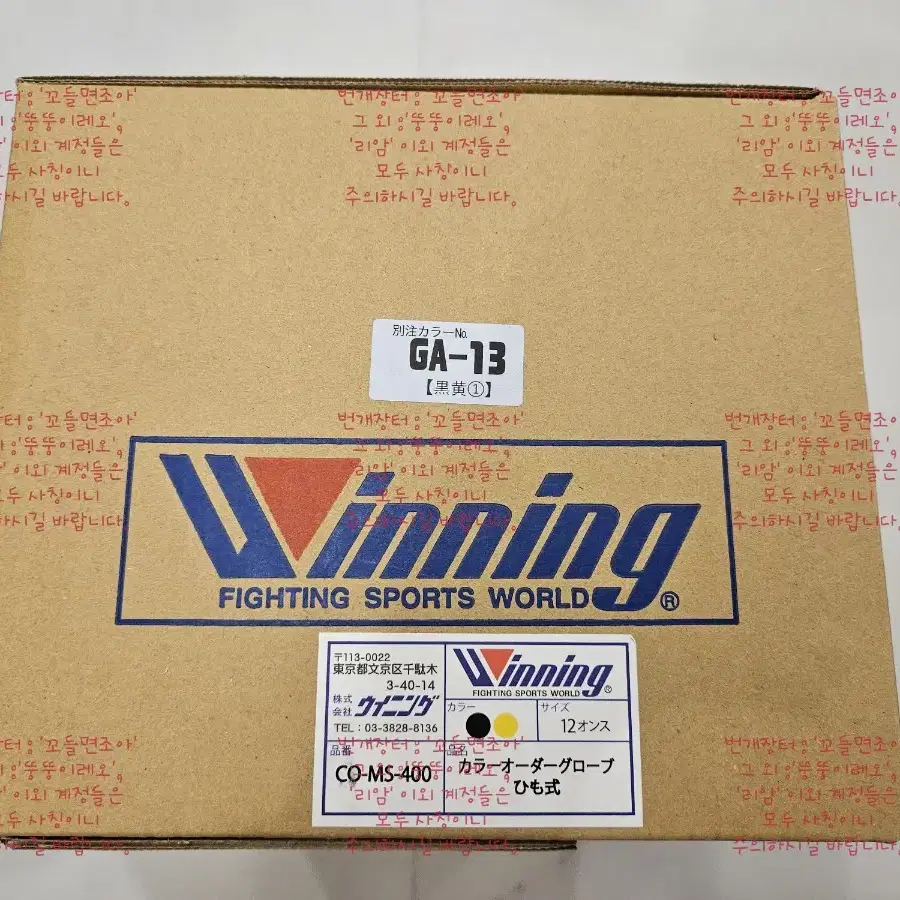 번개장터 : '꼬들면조아'
그 외 : '뚱뚱이레오',
'리암' 이외 계정들은
모두 사칭이니
주의하시길 바랍니다.
別注カラーNo.
GA-13
【黒黄①】
Winning
FIGHTING SPORTS WORLD ®
〒113-0022
東京都文京区千駄木
3-40-14
株式会社 ウイニング
TEL : 03-3828-8136
Winning ®
FIGHTING SPORTS WORLD
カラー
サイズ
12オンス
品番
CO-MS-400
品名
カラーオーダーグローブ
ひも式